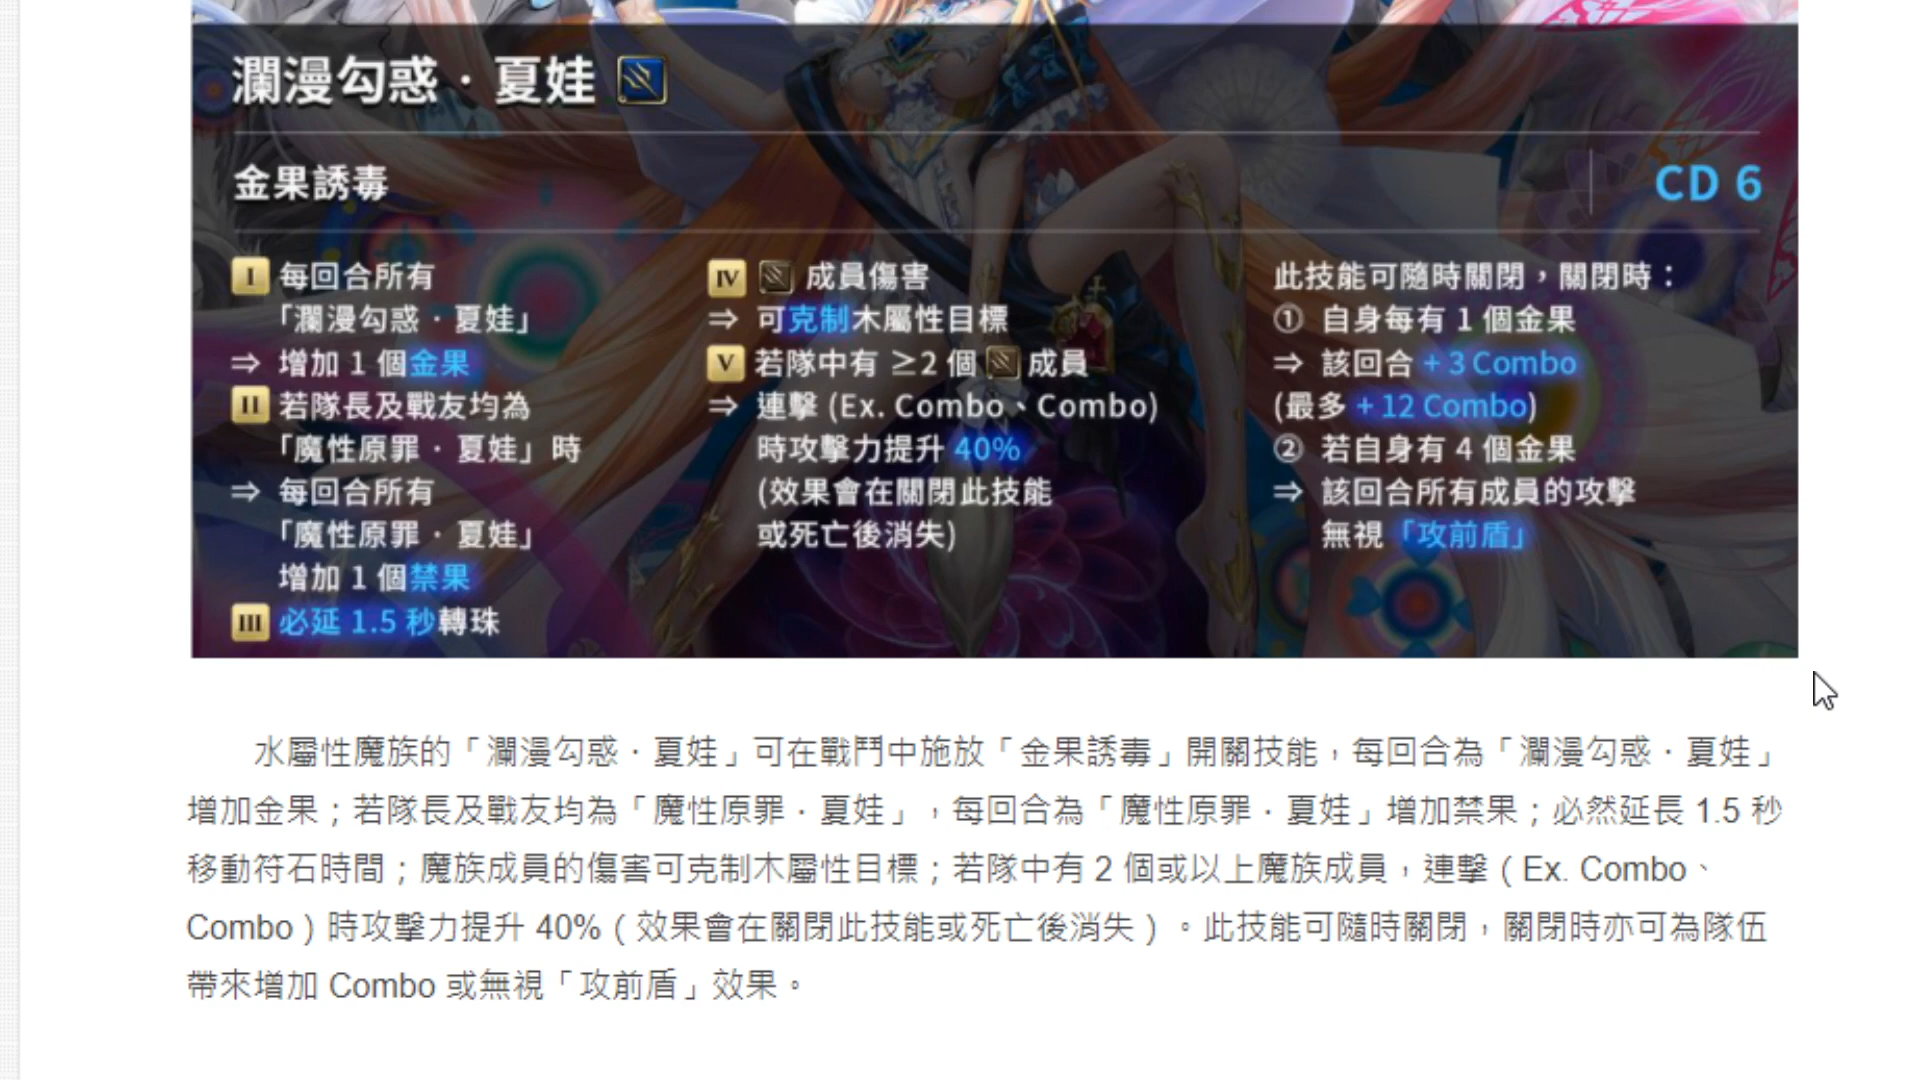 瀾漫勾惑．夏娃
金果誘毒
CD 6
I 每回合所有
「瀾漫勾惑．夏娃」
⇒ 增加 1 個金果
II 若隊長及戰友均為
「魔性原罪．夏娃」時
⇒ 每回合所有
「魔性原罪．夏娃」
增加 1 個禁果
III 必延 1.5 秒轉珠
IV 成員傷害
⇒ 可克制木屬性目標
V 若隊中有 ≥2 個 成員
⇒ 連擊 (Ex. Combo、Combo)
時攻擊力提升 40%
(效果會在關閉此技能
或死亡後消失)
此技能可隨時關閉，關閉時：
① 自身每有 1 個金果
⇒ 該回合 + 3 Combo
(最多 + 12 Combo)
② 若自身有 4 個金果
⇒ 該回合所有成員的攻擊
無視「攻前盾」
水屬性魔族的「瀾漫勾惑．夏娃」可在戰鬥中施放「金果誘毒」開關技能，每回合為「瀾漫勾惑．夏娃」
增加金果；若隊長及戰友均為「魔性原罪．夏娃」，每回合為「魔性原罪．夏娃」增加禁果；必然延長 1.5 秒
移動符石時間；魔族成員的傷害可克制木屬性目標；若隊中有 2 個或以上魔族成員，連擊（Ex. Combo、
Combo）時攻擊力提升 40%（效果會在關閉此技能或死亡後消失）。此技能可隨時關閉，關閉時亦可為隊伍
帶來增加 Combo 或無視「攻前盾」效果。